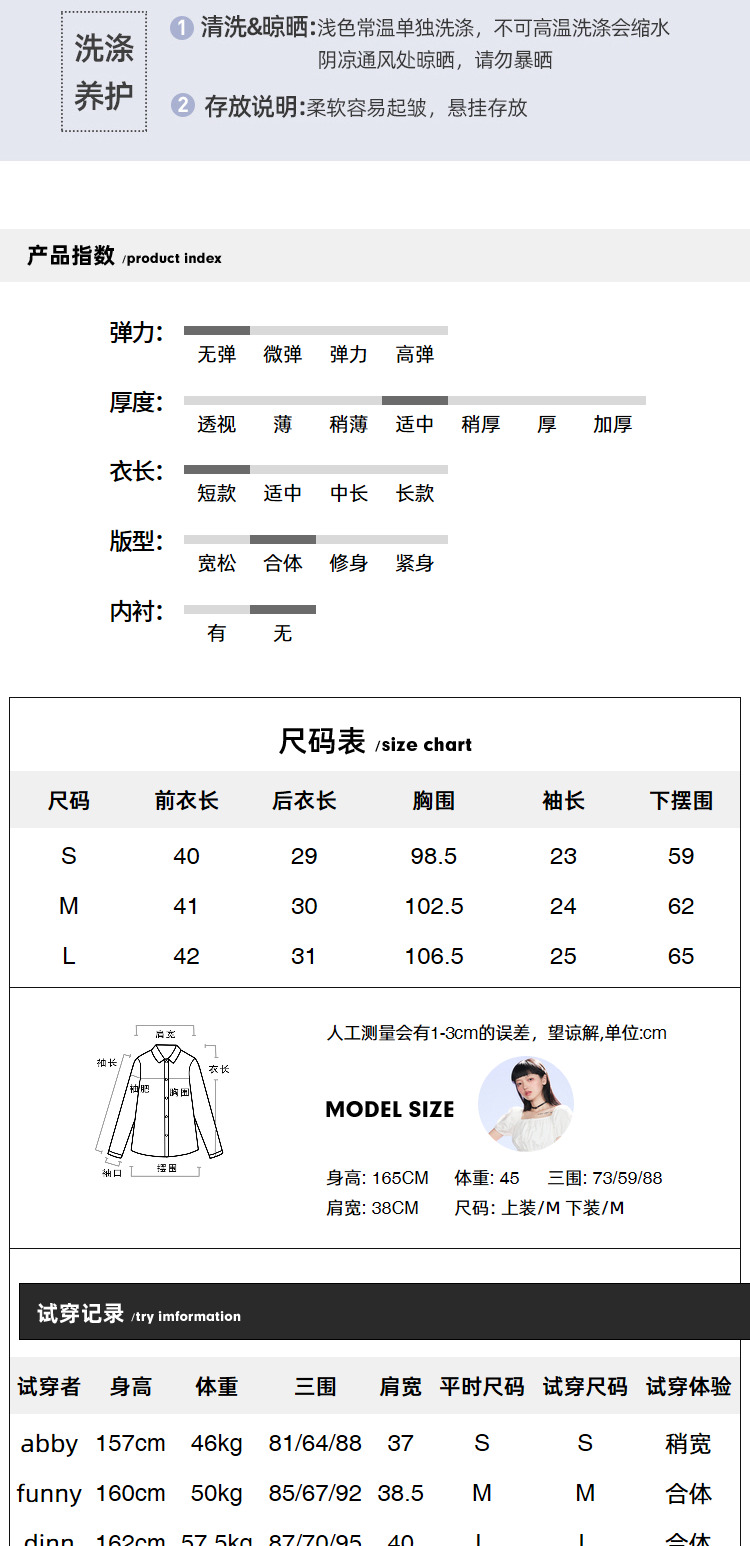 洗涤
养护
1 清洗&晾晒:浅色常温单独洗涤，不可高温洗涤会缩水
阴凉通风处晾晒，请勿暴晒
2 存放说明:柔软容易起皱，悬挂存放
产品指数 /product index
弹力:
无弹 微弹 弹力 高弹
厚度:
透视 薄 稍薄 适中 稍厚 厚 加厚
衣长:
短款 适中 中长 长款
版型:
宽松 合体 修身 紧身
内衬:
有 无
尺码表 /size chart
尺码 前衣长 后衣长 胸围 袖长 下摆围
S 40 29 98.5 23 59
M 41 30 102.5 24 62
L 42 31 106.5 25 65
肩宽
袖长
衣长
袖肥
胸围
袖口
摆围
人工测量会有1-3cm的误差，望谅解,单位:cm
MODEL SIZE
身高: 165CM 体重: 45 三围: 73/59/88
肩宽: 38CM 尺码: 上装/M 下装/M
试穿记录 /try imformation
试穿者 身高 体重 三围 肩宽 平时尺码 试穿尺码 试穿体验
abby 157cm 46kg 81/64/88 37 S S 稍宽
funny 160cm 50kg 85/67/92 38.5 M M 合体
dinn 162cm 57.5kg 87/70/95 40 L L 合体